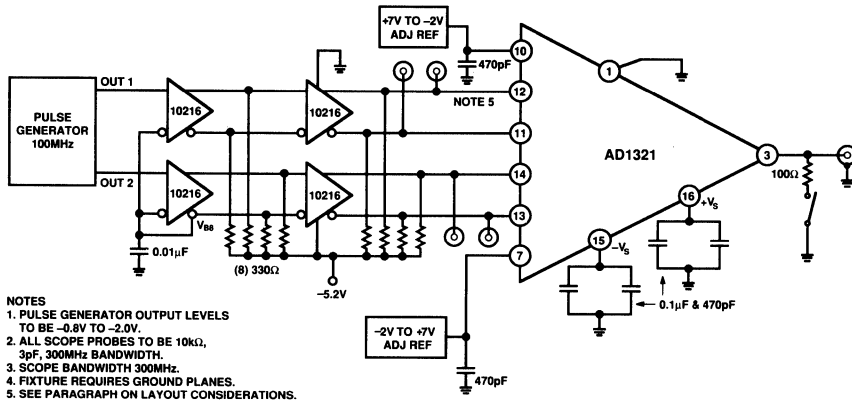 +7V TO –2V
ADJ REF
470pF
10
1
OUT 1
10216
10216
12
NOTE 5
PULSE
GENERATOR
100MHz
11
AD1321
3
OUT 2
10216
10216
14
100Ω
16
+VS
13
VBB
15
–VS
7
0.01μF
(8) 330Ω
–5.2V
0.1μF & 470pF
–2V TO +7V
ADJ REF
470pF
NOTES
1. PULSE GENERATOR OUTPUT LEVELS
TO BE –0.8V TO –2.0V.
2. ALL SCOPE PROBES TO BE 10kΩ,
3pF, 300MHz BANDWIDTH.
3. SCOPE BANDWIDTH 300MHz.
4. FIXTURE REQUIRES GROUND PLANES.
5. SEE PARAGRAPH ON LAYOUT CONSIDERATIONS.